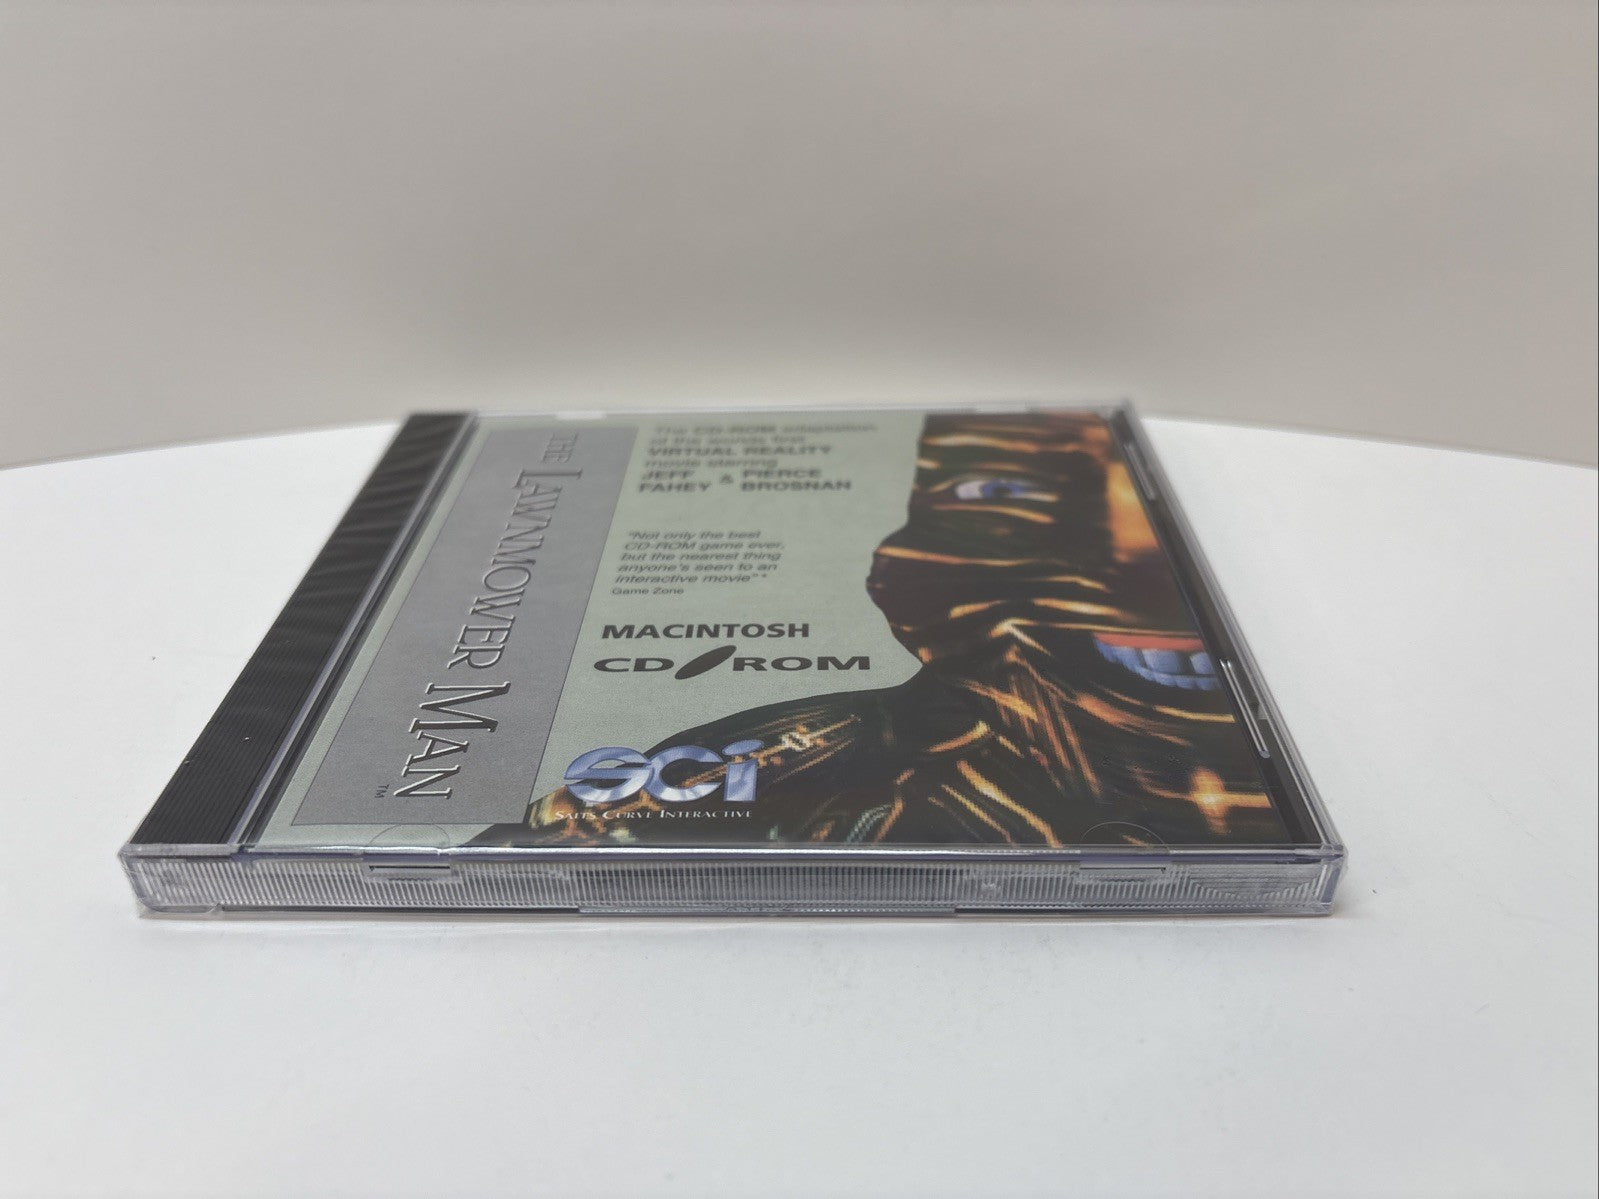 THE LAWNMOWER MAN
™
The CD-ROM adaptation
of the worlds first
VIRTUAL REALITY
movie starring
JEFF & PIERCE
FAHEY BROSNAN
"Not only the best
CD-ROM game ever,
but the nearest thing
anyone's seen to an
interactive movie"*
Game Zone
MACINTOSH
CD ROM
SCi
SALES CURVE INTERACTIVE